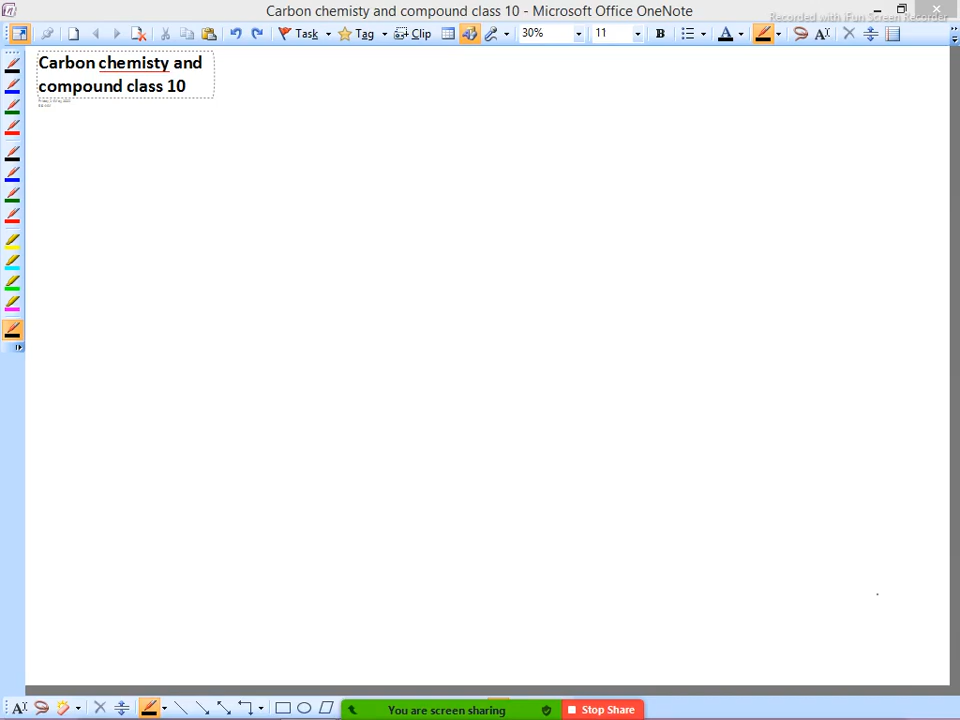 Carbon chemisty and compound class 10 - Microsoft Office OneNote
Recorded with iFun Screen Recorder
Task Tag Clip 30% 11 B A A
Carbon chemisty and
compound class 10
A You are screen sharing Stop Share